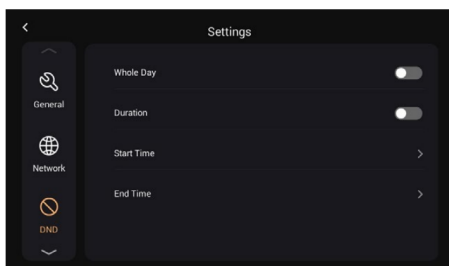 Settings
General
Network
DND
Whole Day
Duration
Start Time
End Time